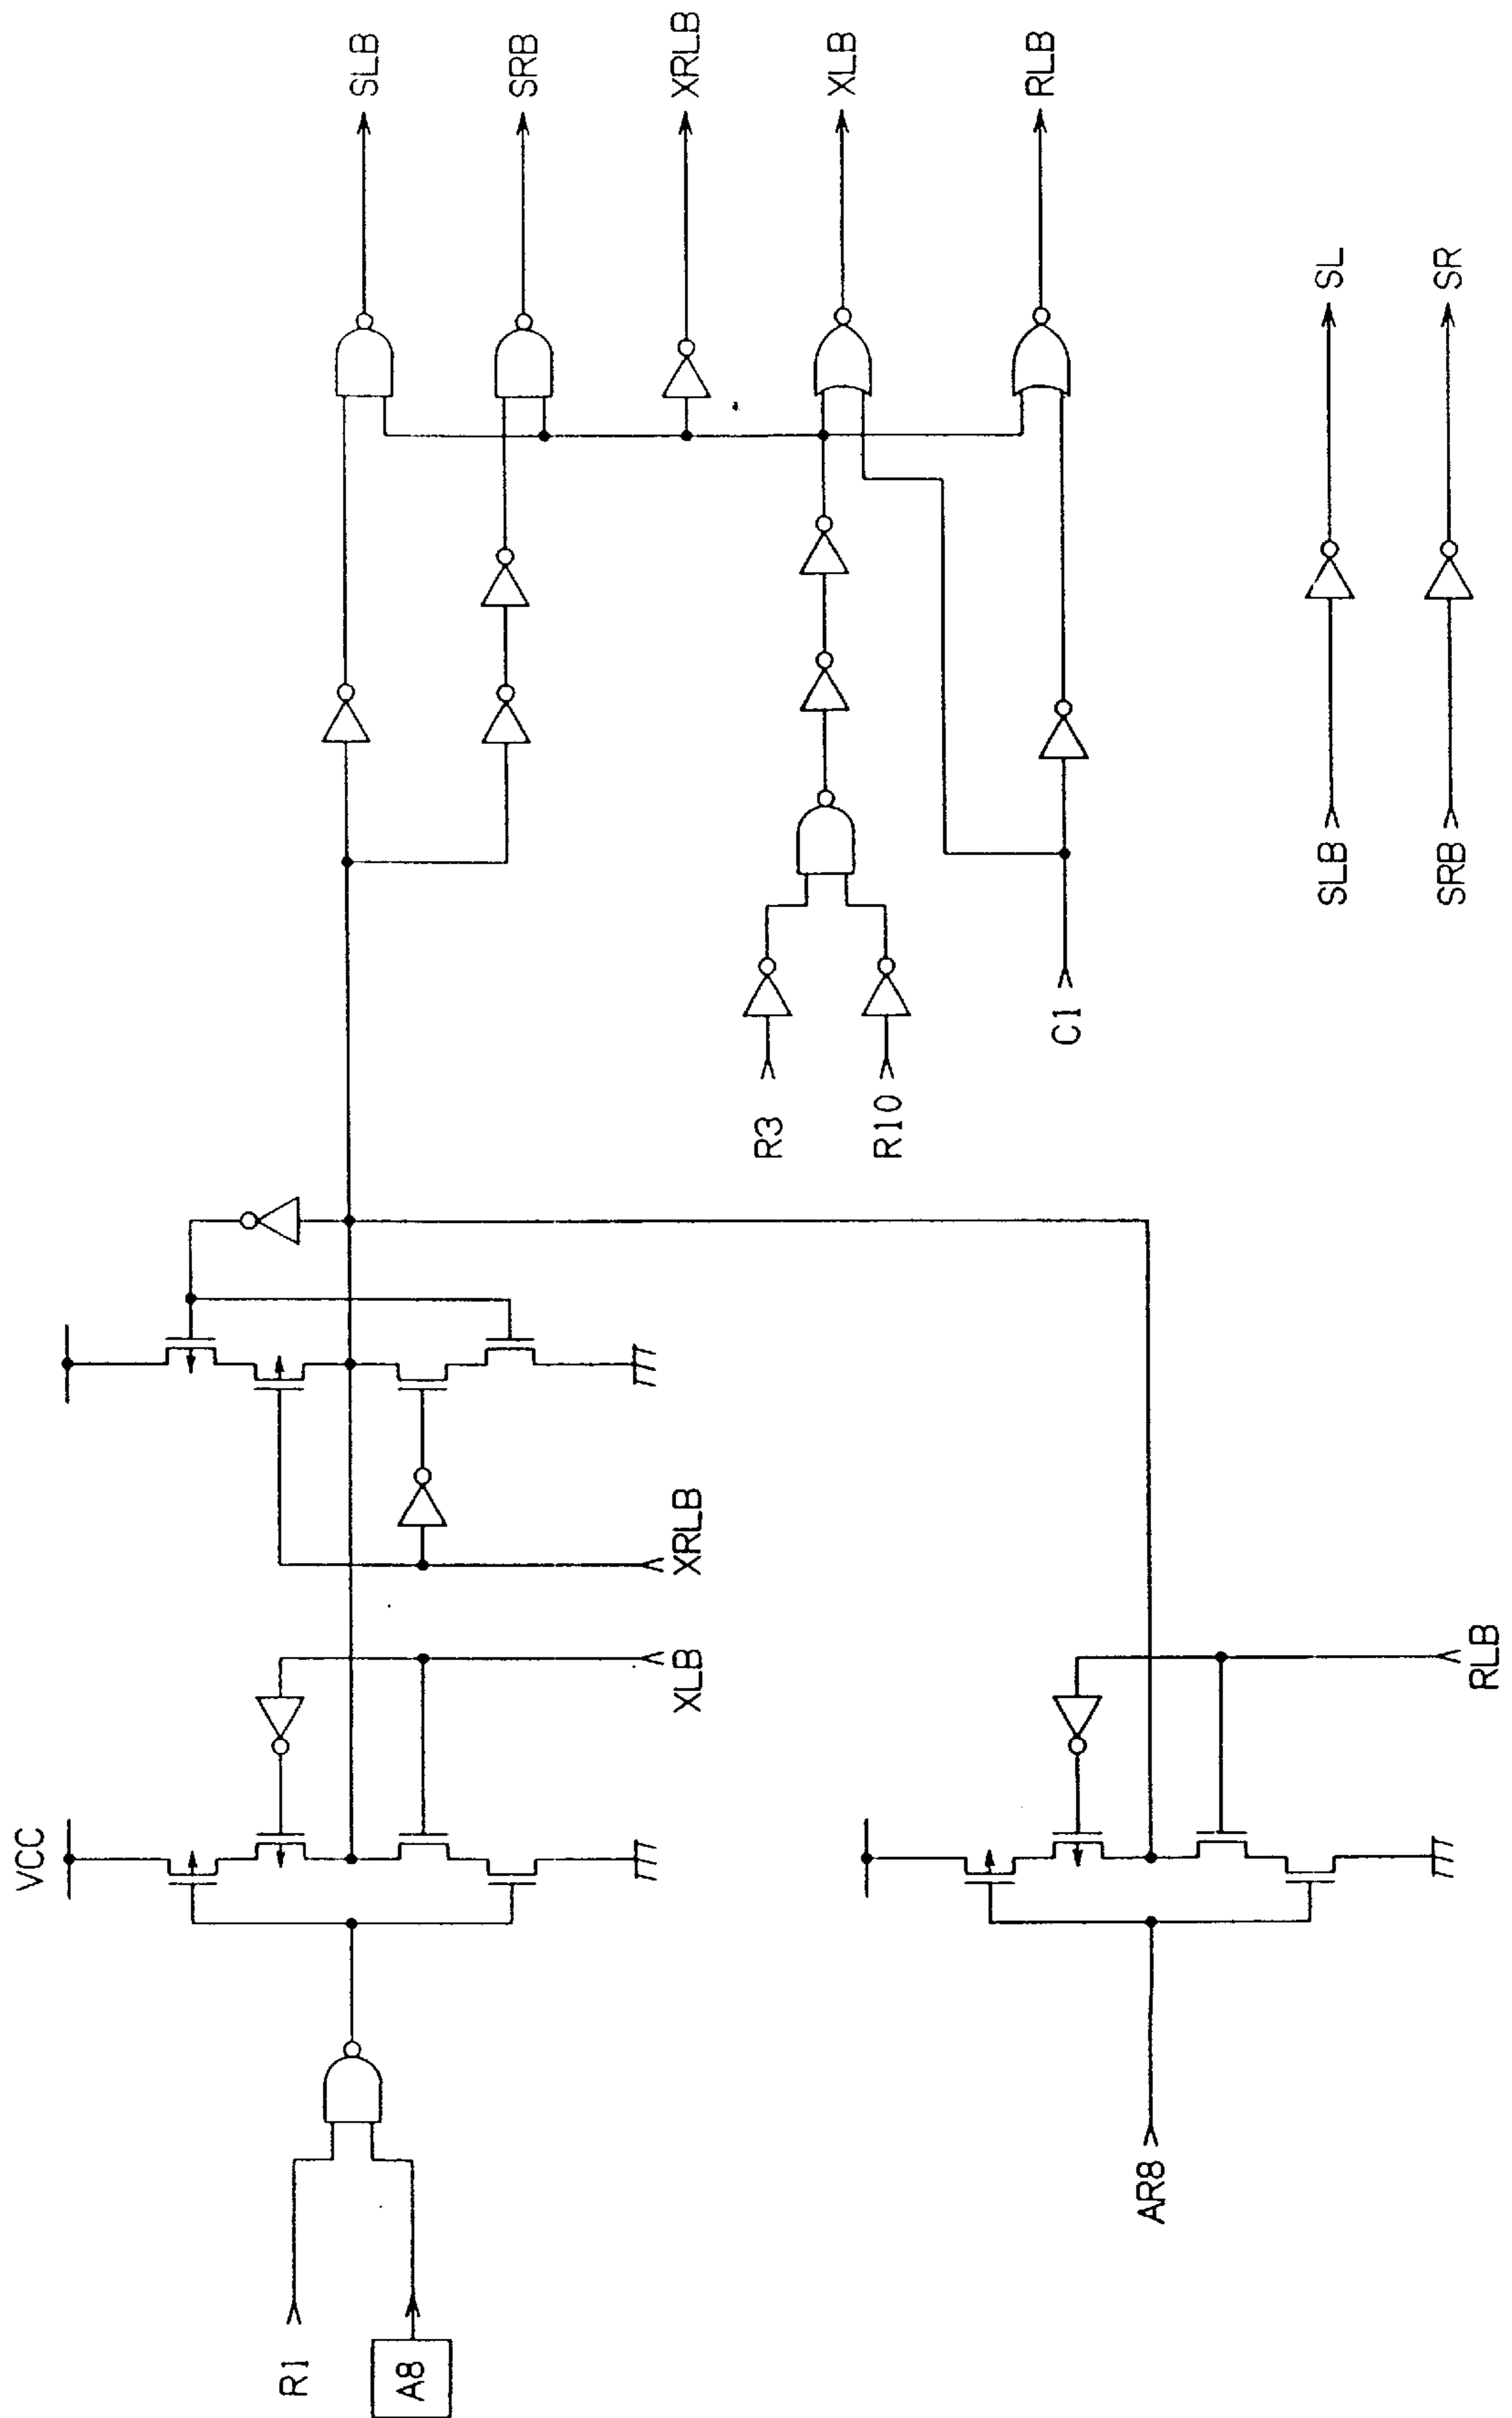 SLB
SRB
XRLB
XLB
RLB
SL
SR
SLB
SRB
R3
R10
C1
VCC
XLB
XRLB
RLB
R1
A8
AR8